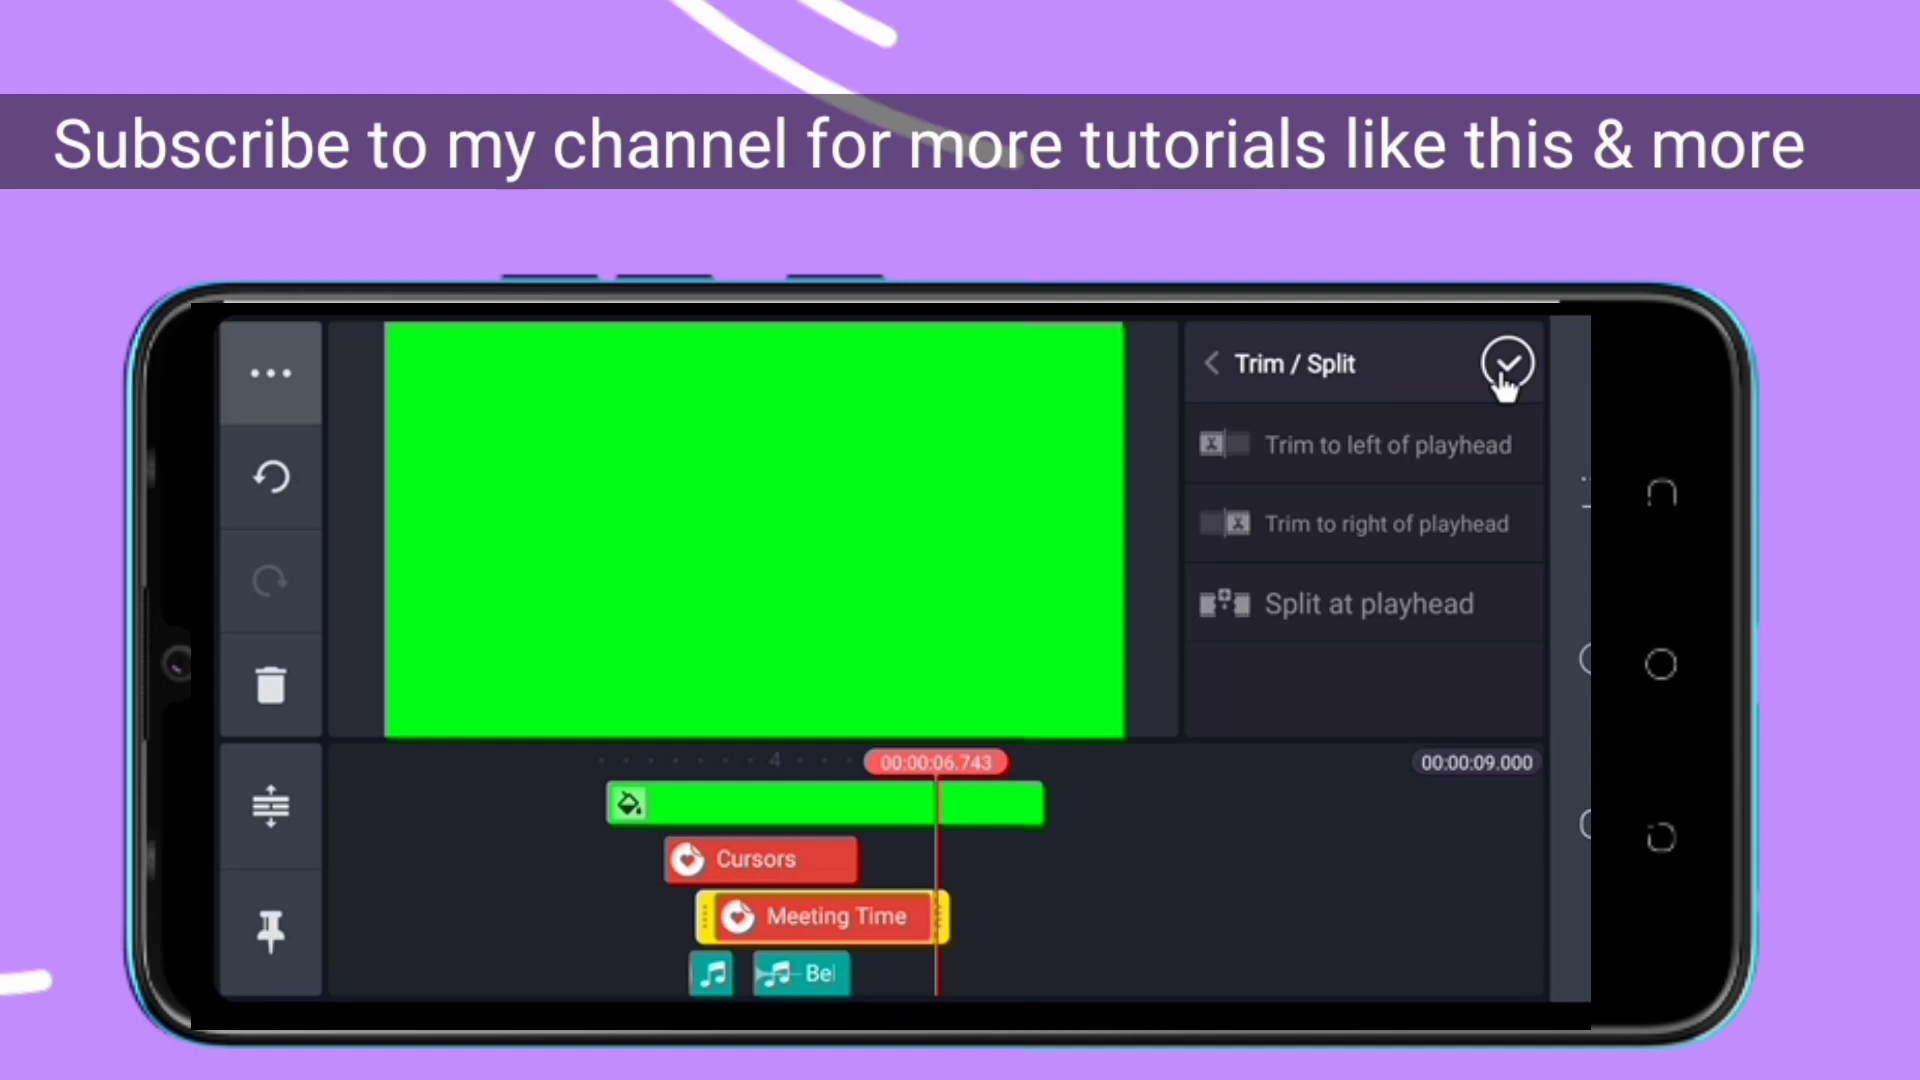 Subscribe to my channel for more tutorials like this & more
Trim / Split
Trim to left of playhead
Trim to right of playhead
Split at playhead
4
00:00:06.743
00:00:09.000
Cursors
Meeting Time
Bel